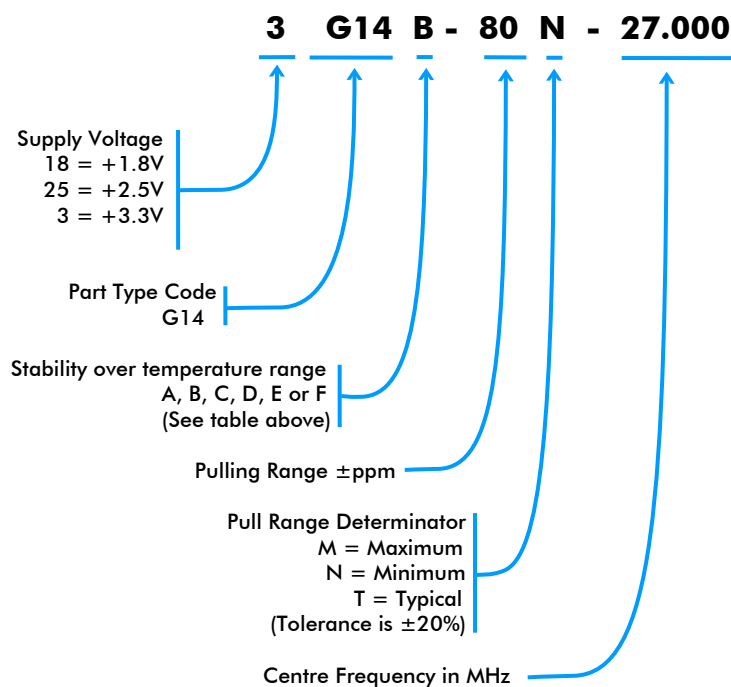 3 G14 B - 80 N - 27.000
Supply Voltage
18 = +1.8V
25 = +2.5V
3 = +3.3V
Part Type Code
G14
Stability over temperature range
A, B, C, D, E or F
(See table above)
Pulling Range ±ppm
Pull Range Determinator
M = Maximum
N = Minimum
T = Typical
(Tolerance is ±20%)
Centre Frequency in MHz